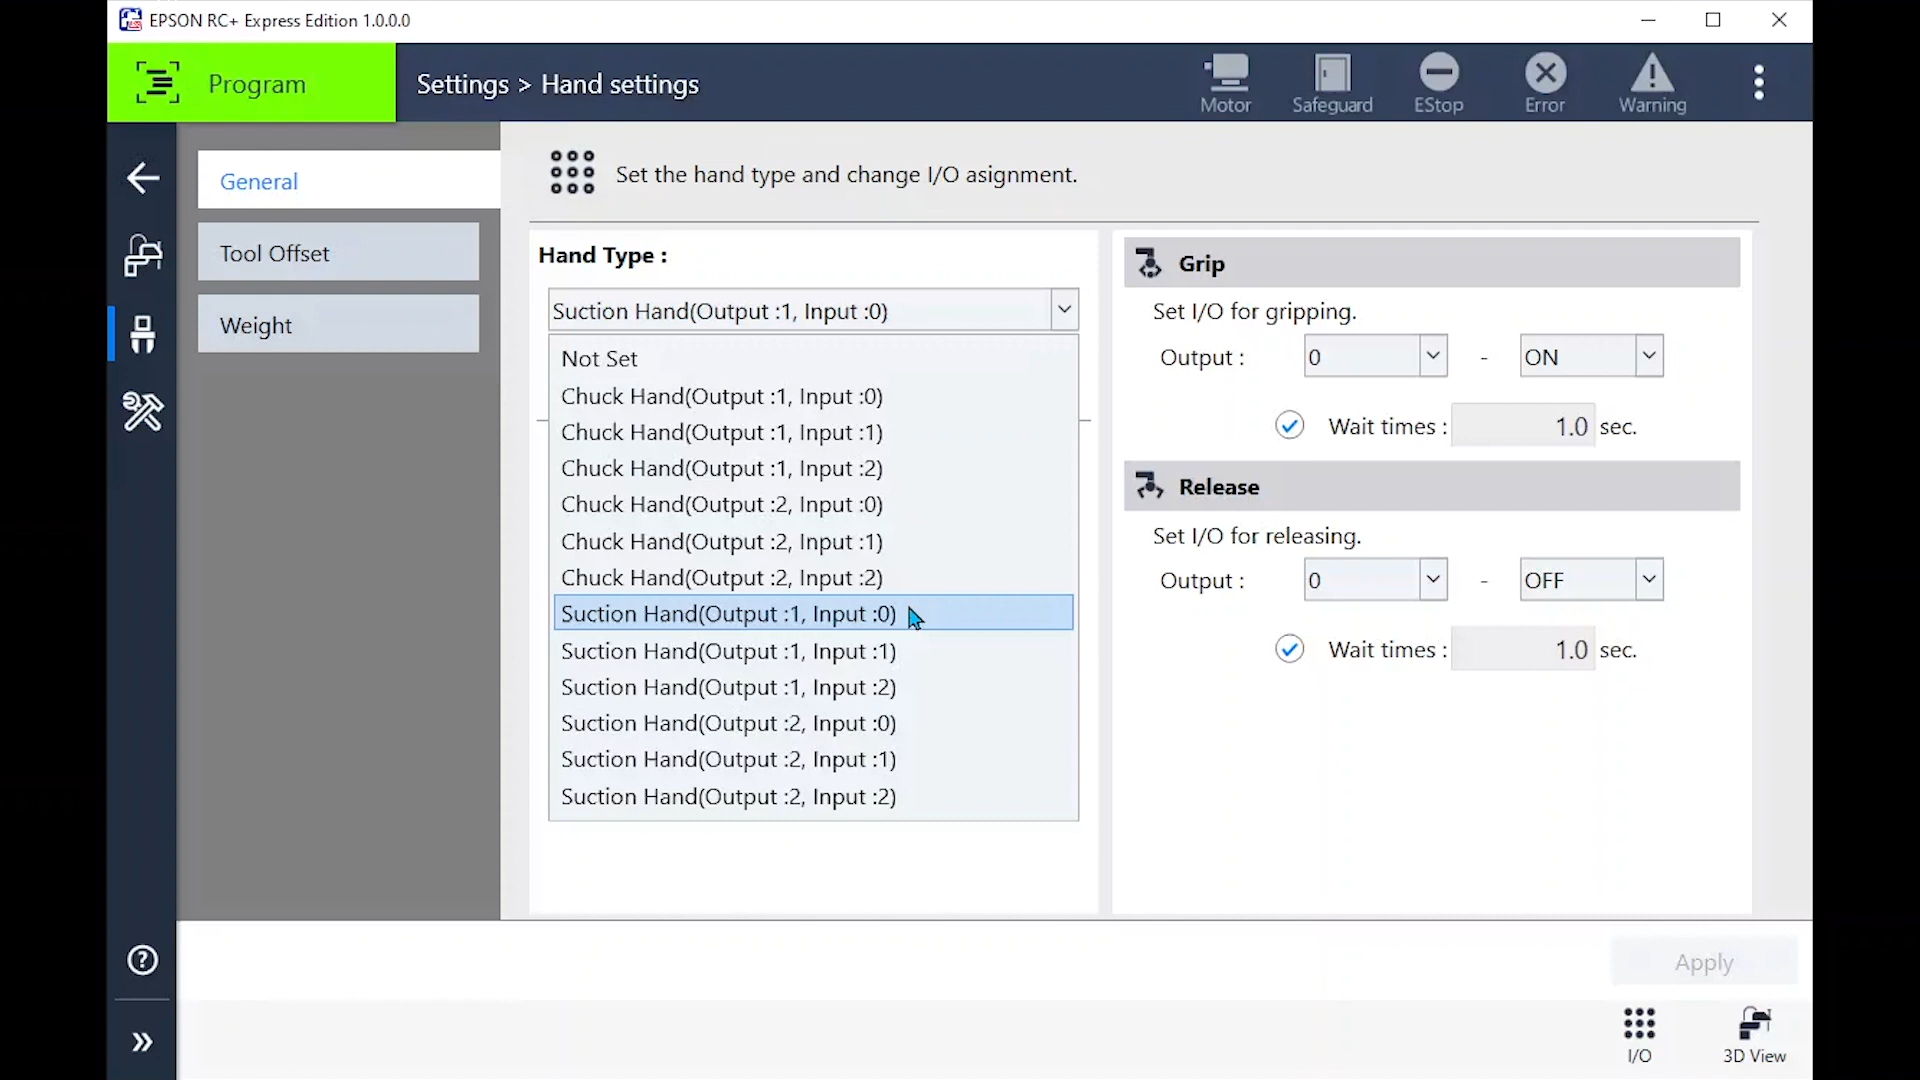 EPSON RC+ Express Edition 1.0.0.0
Program
Settings > Hand settings
Motor
Safeguard
EStop
Error
Warning
General
Tool Offset
Weight
Set the hand type and change I/O asignment.
Hand Type :
Suction Hand(Output :1, Input :0)
Not Set
Chuck Hand(Output :1, Input :0)
Chuck Hand(Output :1, Input :1)
Chuck Hand(Output :1, Input :2)
Chuck Hand(Output :2, Input :0)
Chuck Hand(Output :2, Input :1)
Chuck Hand(Output :2, Input :2)
Suction Hand(Output :1, Input :0)
Suction Hand(Output :1, Input :1)
Suction Hand(Output :1, Input :2)
Suction Hand(Output :2, Input :0)
Suction Hand(Output :2, Input :1)
Suction Hand(Output :2, Input :2)
Grip
Set I/O for gripping.
Output : 0 - ON
Wait times : 1.0 sec.
Release
Set I/O for releasing.
Output : 0 - OFF
Wait times : 1.0 sec.
Apply
I/O
3D View